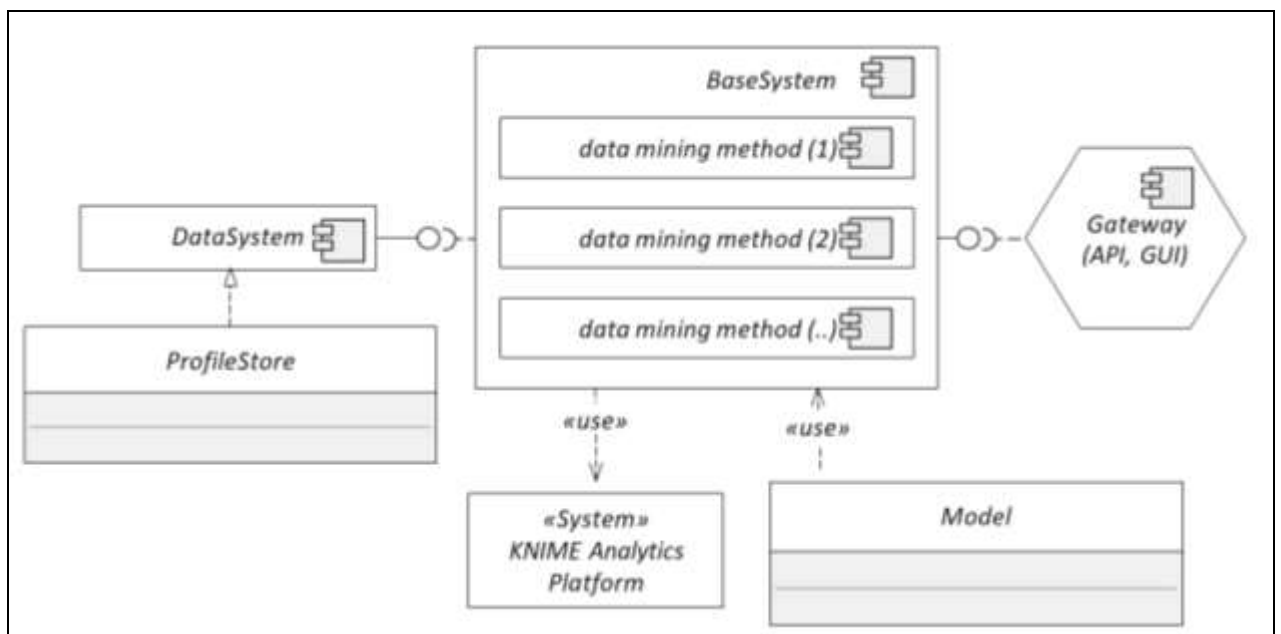 BaseSystem
data mining method (1)
DataSystem
data mining method (2)
Gateway
(API, GUI)
data mining method (..)
ProfileStore
«use»
«use»
«System»
KNIME Analytics
Platform
Model